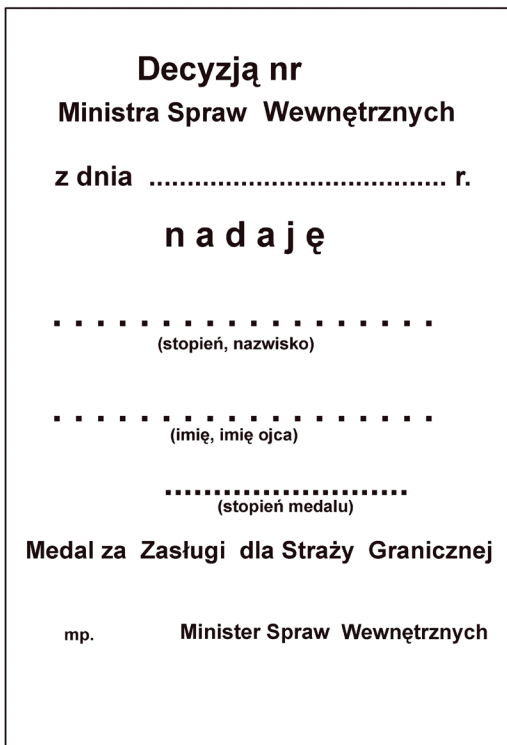 Decyzją nr
Ministra Spraw Wewnętrznych
z dnia ....................................... r.
n a d a j ę
. . . . . . . . . . . . . . . . . .
(stopień, nazwisko)
. . . . . . . . . . . . . . . . . .
(imię, imię ojca)
.........................
(stopień medalu)
Medal za Zasługi dla Straży Granicznej
mp. Minister Spraw Wewnętrznych